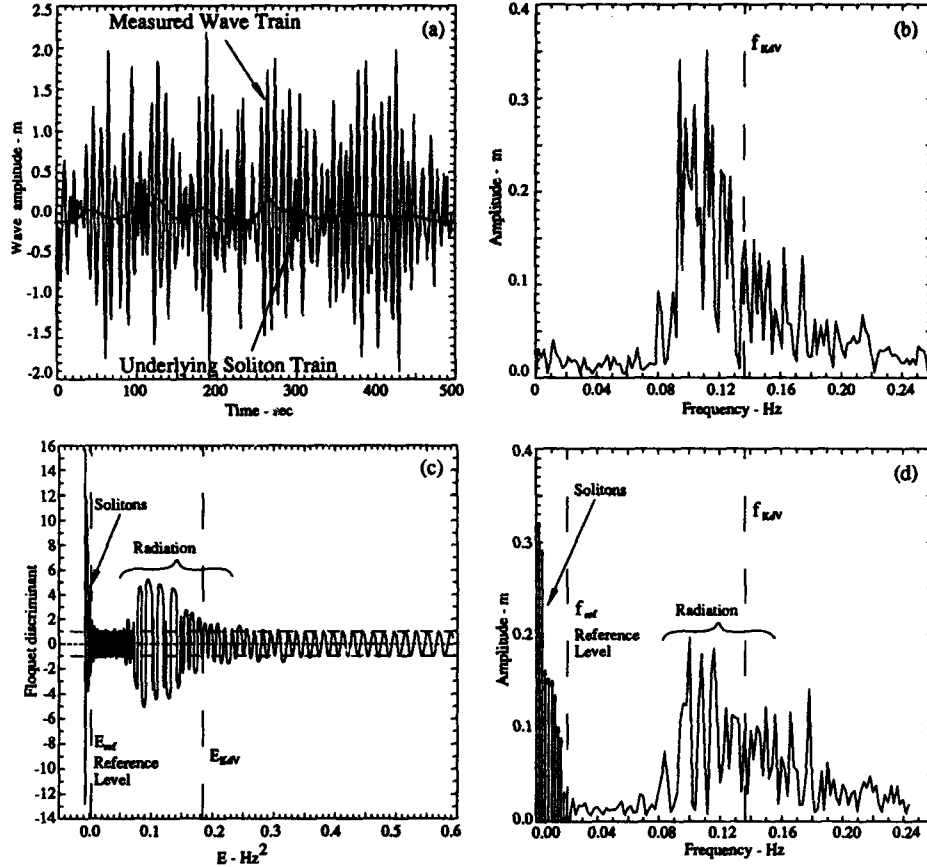 Measured Wave Train
(a)
Wave amplitude - m
2.5
2.0
1.5
1.0
0.5
0.0
-0.5
-1.0
-1.5
-2.0
Underlying Soliton Train
0 100 200 300 400 500
Time - sec
(b)
f_KdV
Amplitude - m
0.4
0.3
0.2
0.1
0.0
0 0.04 0.08 0.12 0.16 0.20 0.24
Frequency - Hz
(c)
Floquet discriminant
16
14
12
10
8
6
4
2
0
-2
-4
-6
-8
-10
-12
-14
Solitons
Radiation
E_ref
Reference
Level
E_KdV
0.0 0.1 0.2 0.3 0.4 0.5 0.6
E - Hz²
(d)
Amplitude - m
0.4
0.3
0.2
0.1
0.0
Solitons
f_KdV
f_ref
Reference
Level
Radiation
0.00 0.04 0.08 0.12 0.16 0.20 0.24
Frequency - Hz